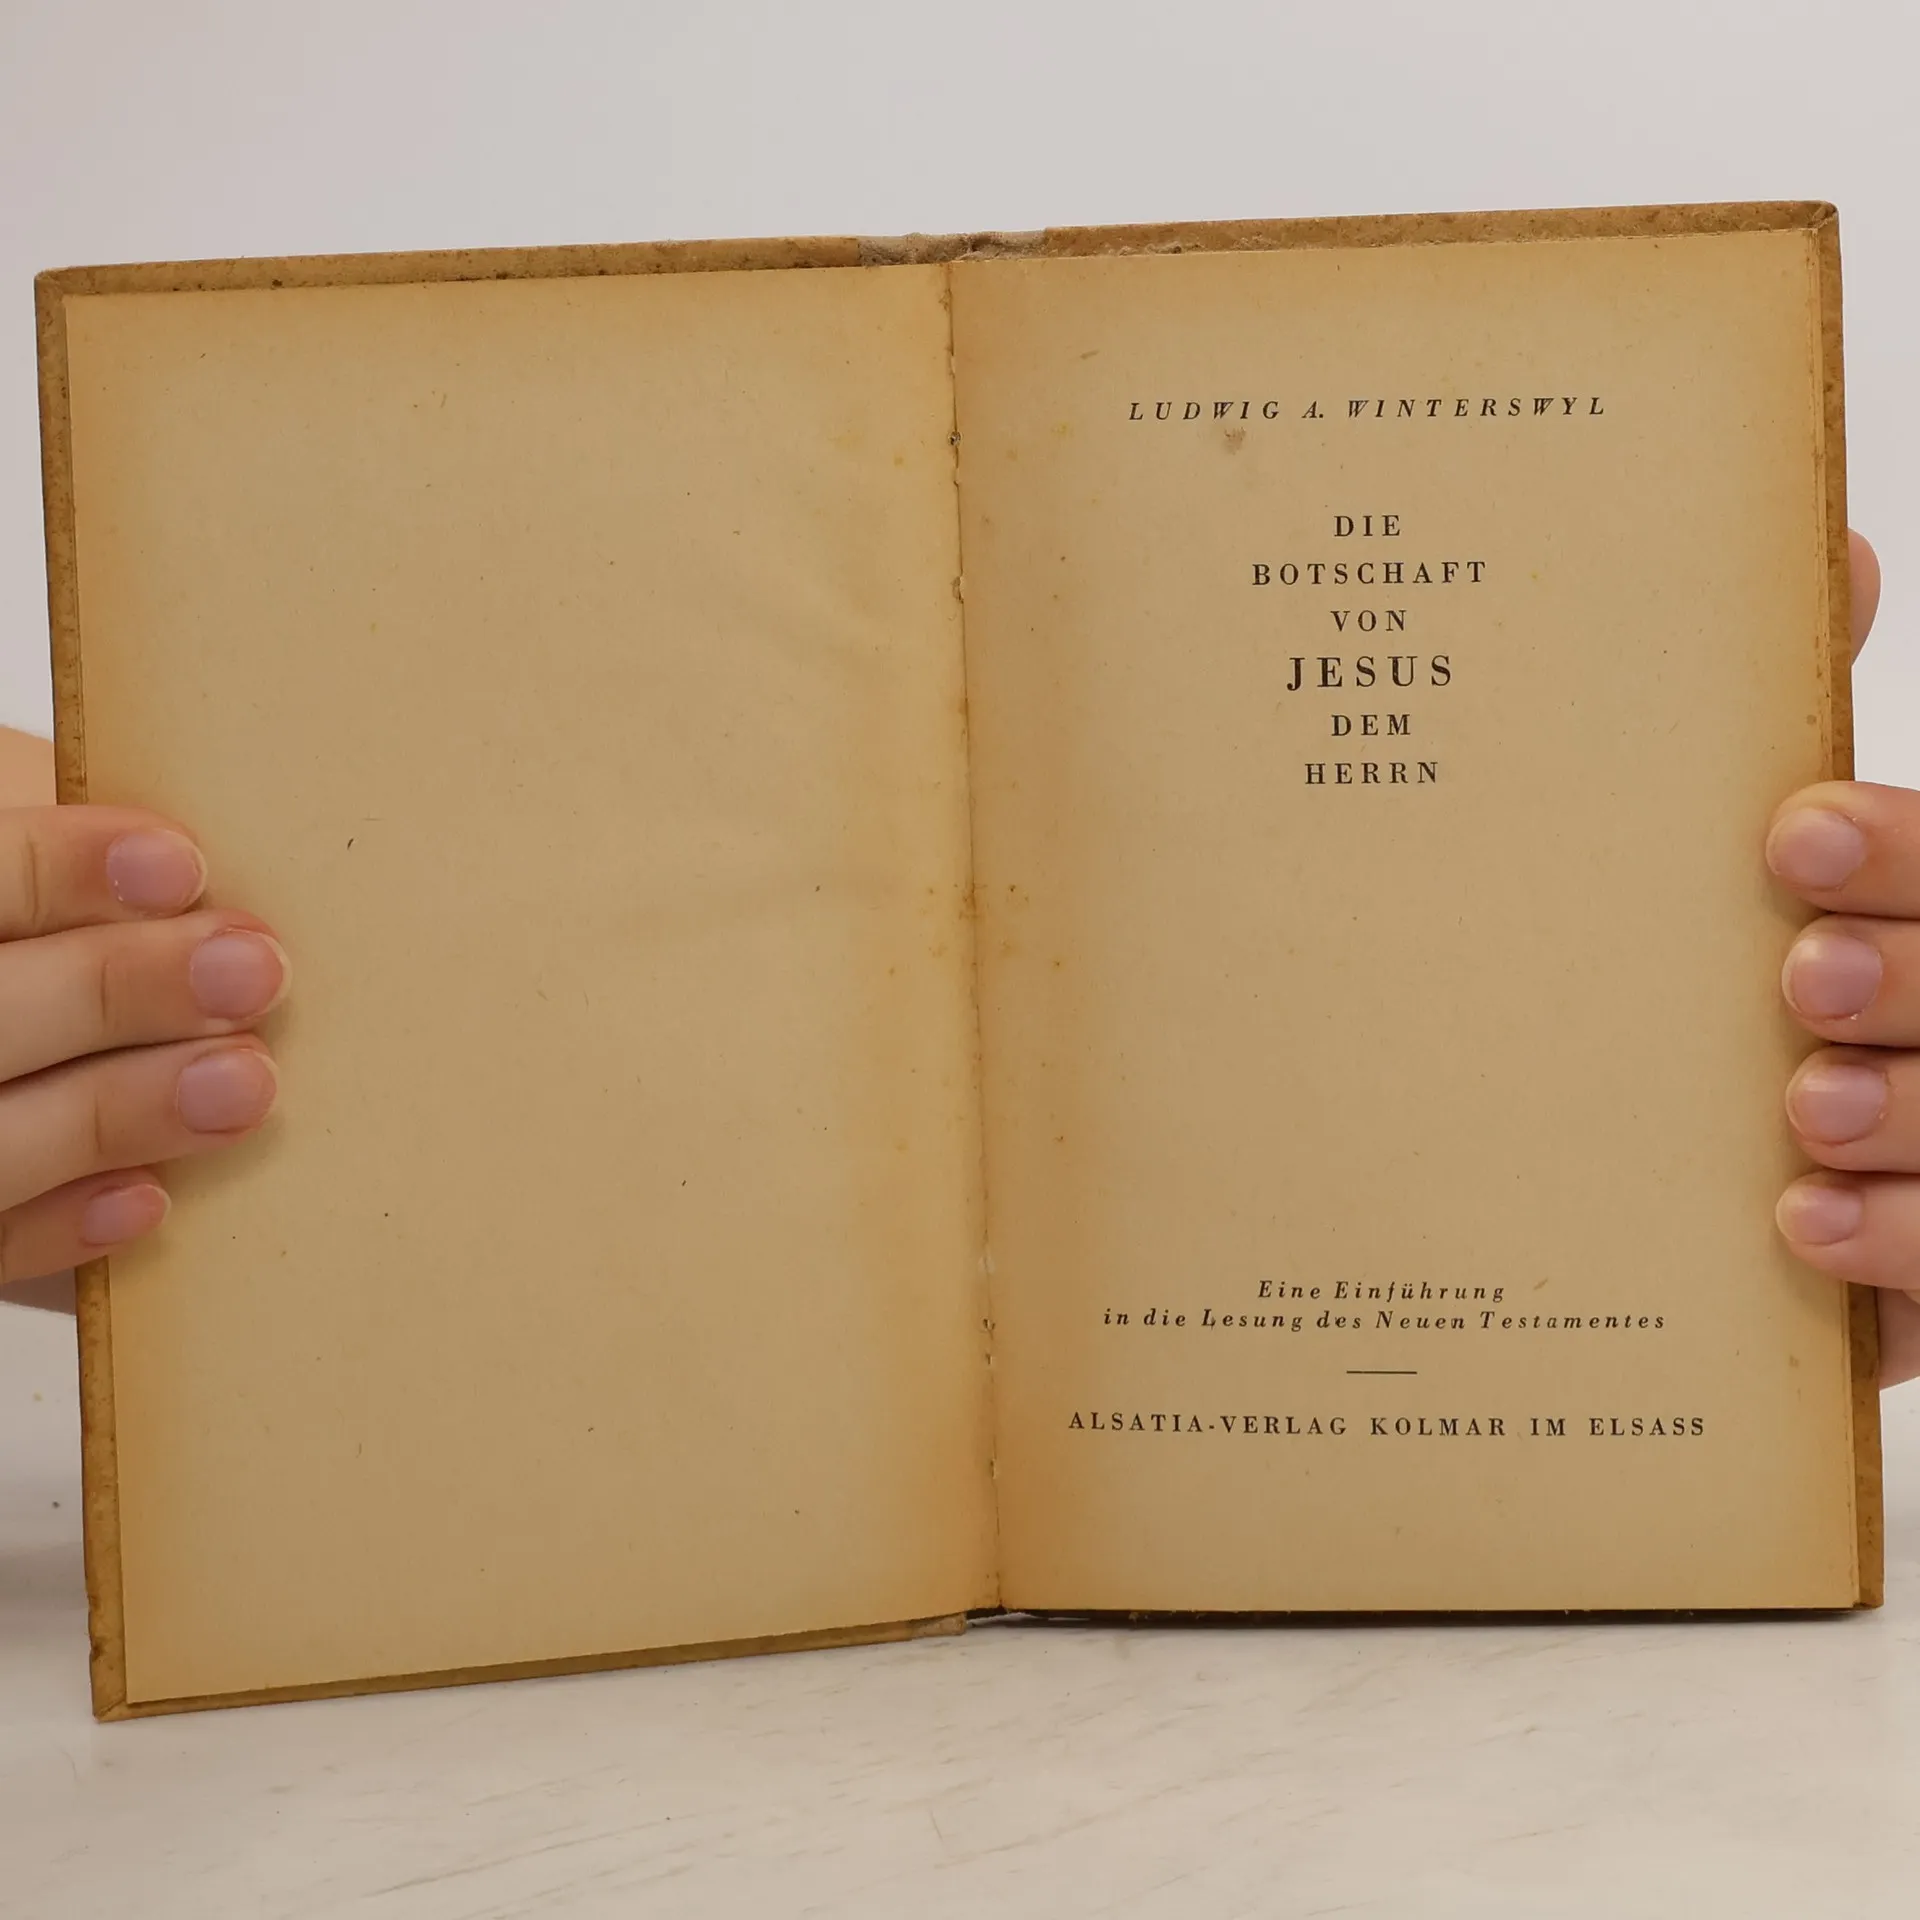 LUDWIG A. WINTERSWYL
DIE
BOTSCHAFT
VON
JESUS
DEM
HERRN
Eine Einführung
in die Lesung des Neuen Testamentes
ALSATIA-VERLAG KOLMAR IM ELSASS